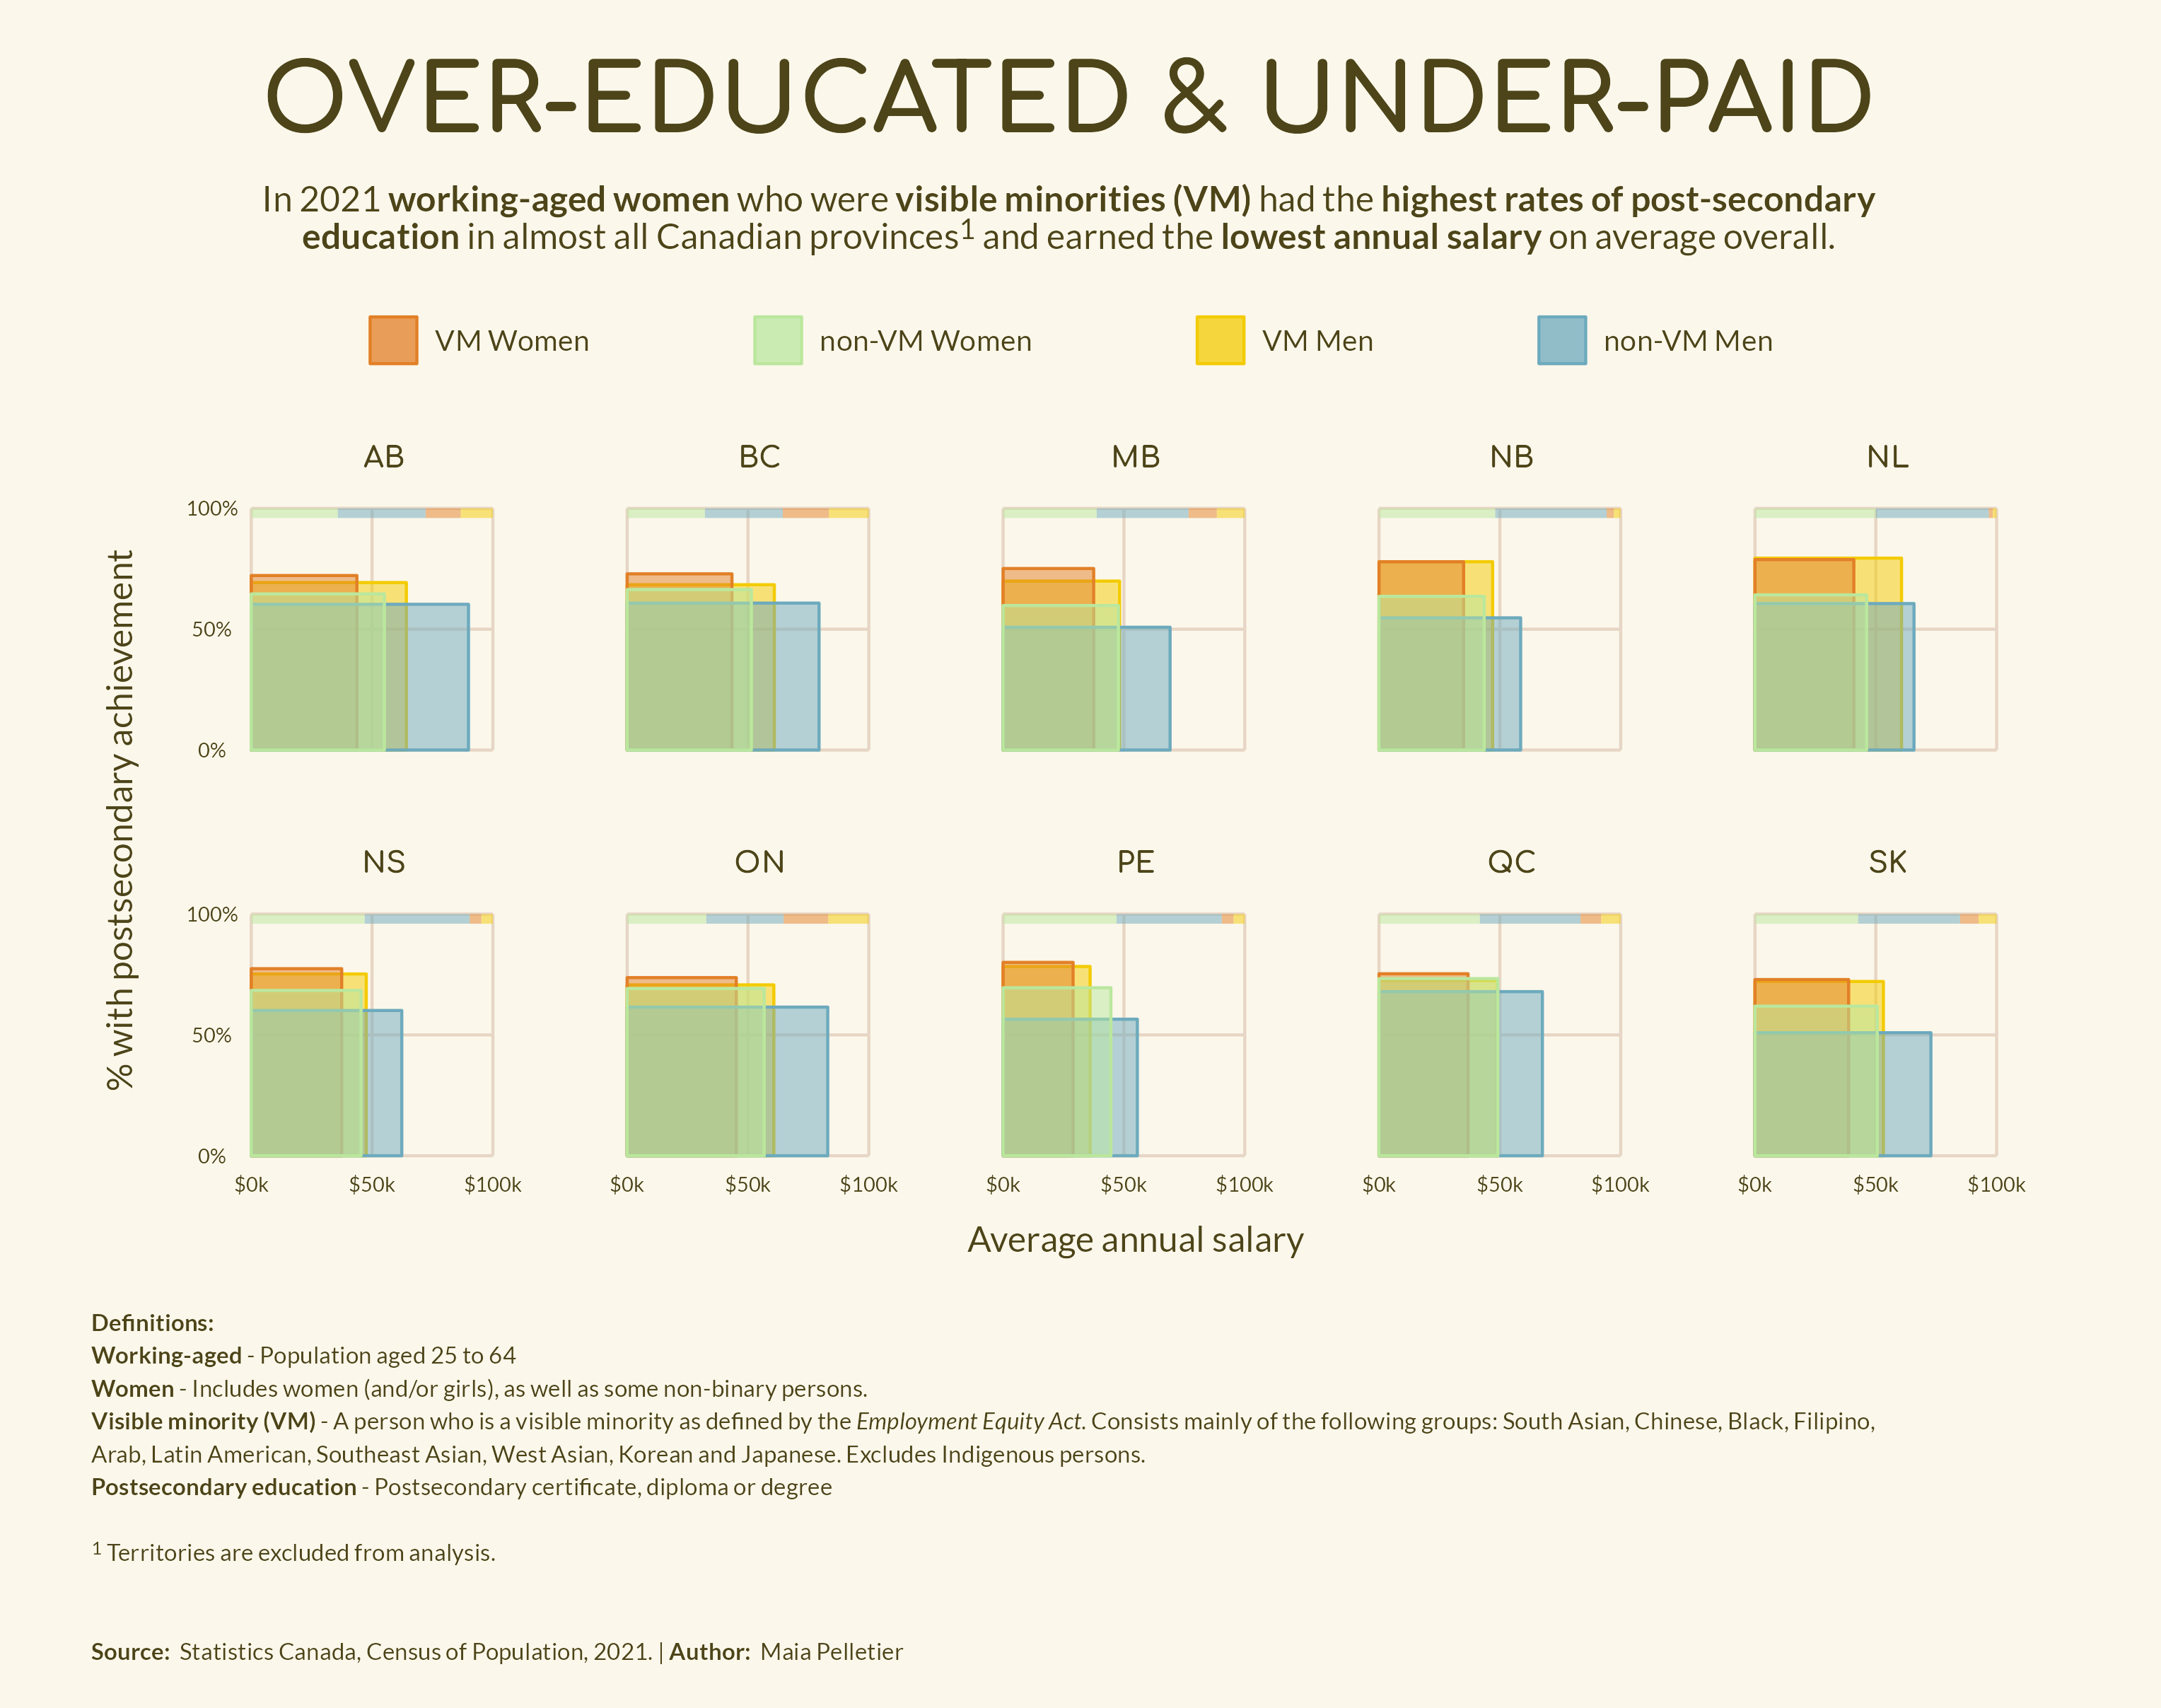 OVER-EDUCATED & UNDER-PAID
In 2021 working-aged women who were visible minorities (VM) had the highest rates of post-secondary
education in almost all Canadian provinces¹ and earned the lowest annual salary on average overall.
VM Women
non-VM Women
VM Men
non-VM Men
AB
BC
MB
NB
NL
100%
50%
0%
% with postsecondary achievement
NS
ON
PE
QC
SK
100%
50%
0%
$0k $50k $100k
$0k $50k $100k
$0k $50k $100k
$0k $50k $100k
$0k $50k $100k
Average annual salary
Definitions:
Working-aged - Population aged 25 to 64
Women - Includes women (and/or girls), as well as some non-binary persons.
Visible minority (VM) - A person who is a visible minority as defined by the Employment Equity Act. Consists mainly of the following groups: South Asian, Chinese, Black, Filipino,
Arab, Latin American, Southeast Asian, West Asian, Korean and Japanese. Excludes Indigenous persons.
Postsecondary education - Postsecondary certificate, diploma or degree
¹ Territories are excluded from analysis.
Source: Statistics Canada, Census of Population, 2021. | Author: Maia Pelletier